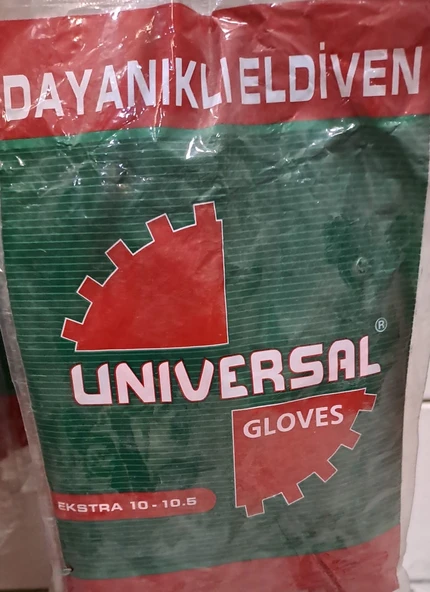 DAYANIKLI ELDİVEN
UNIVERSAL®
GLOVES
EKSTRA 10-10.5